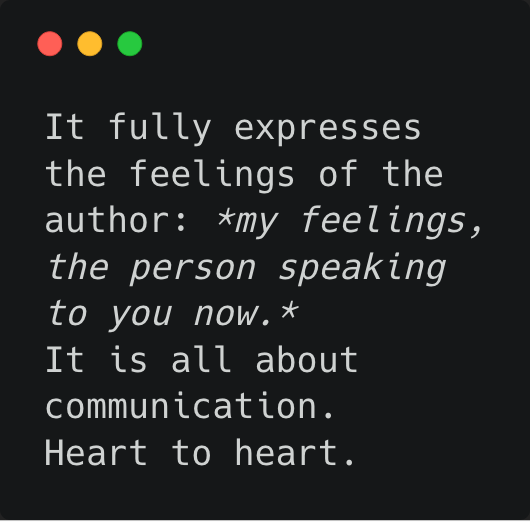 It fully expresses
the feelings of the
author: *my feelings,
the person speaking
to you now.*
It is all about
communication.
Heart to heart.